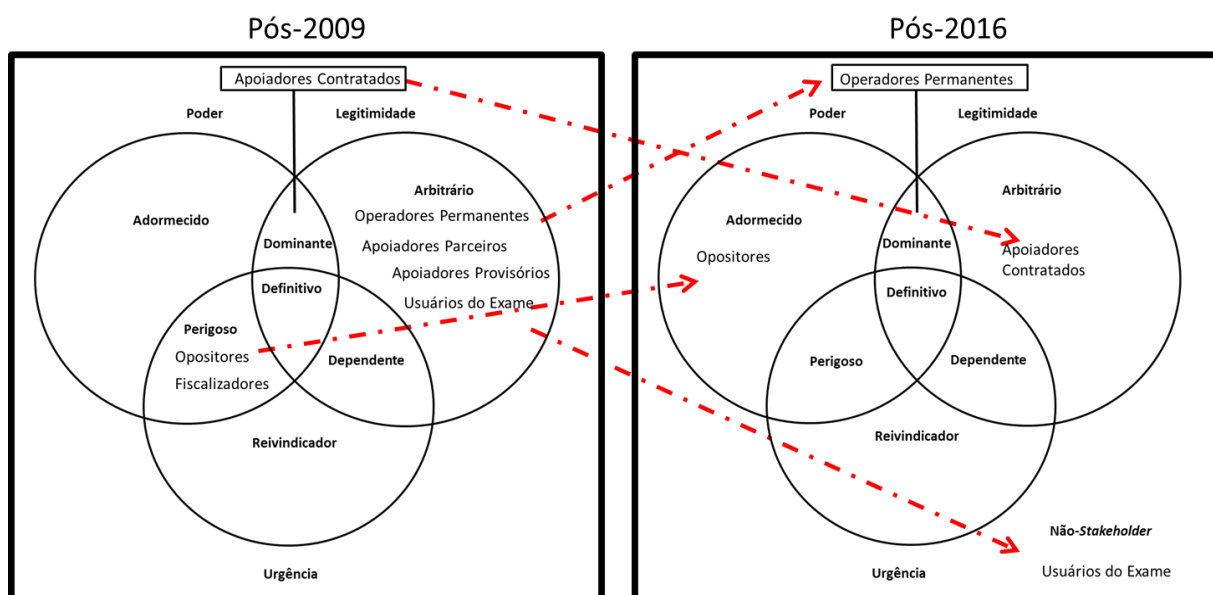 Pós-2009
Apoiadores Contratados
Poder
Legitimidade
Arbitrário
Adormecido
Operadores Permanentes
Dominante
Apoiadores Parceiros
Apoiadores Provisórios
Definitivo
Usuários do Exame
Perigoso
Opositores
Dependente
Fiscalizadores
Reivindicador
Urgência
Pós-2016
Operadores Permanentes
Poder
Legitimidade
Arbitrário
Adormecido
Opositores
Dominante
Apoiadores
Contratados
Definitivo
Perigoso
Dependente
Reivindicador
Não-Stakeholder
Urgência
Usuários do Exame